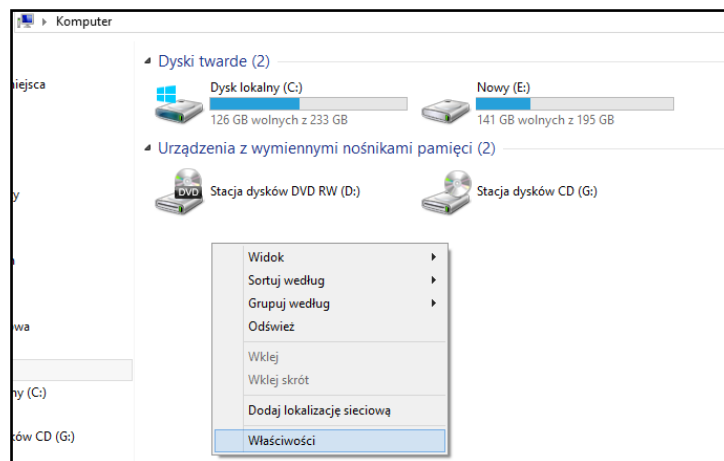 Komputer
Dyski twarde (2)
Dysk lokalny (C:)
126 GB wolnych z 233 GB
Nowy (E:)
141 GB wolnych z 195 GB
Urządzenia z wymiennymi nośnikami pamięci (2)
DVD
Stacja dysków DVD RW (D:)
Stacja dysków CD (G:)
Widok
Sortuj według
Grupuj według
Odśwież
Wklej
Wklej skrót
Dodaj lokalizację sieciową
Właściwości
iejsca
y
wa
ny (C:)
ów CD (G:)